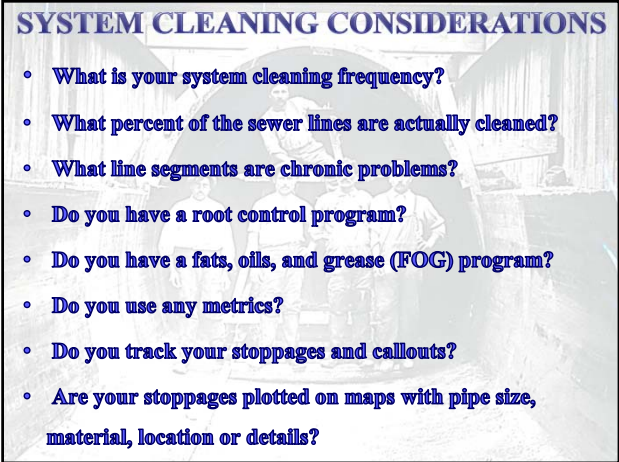 SYSTEM CLEANING CONSIDERATIONS
• What is your system cleaning frequency?
• What percent of the sewer lines are actually cleaned?
• What line segments are chronic problems?
• Do you have a root control program?
• Do you have a fats, oils, and grease (FOG) program?
• Do you use any metrics?
• Do you track your stoppages and callouts?
• Are your stoppages plotted on maps with pipe size,
material, location or details?